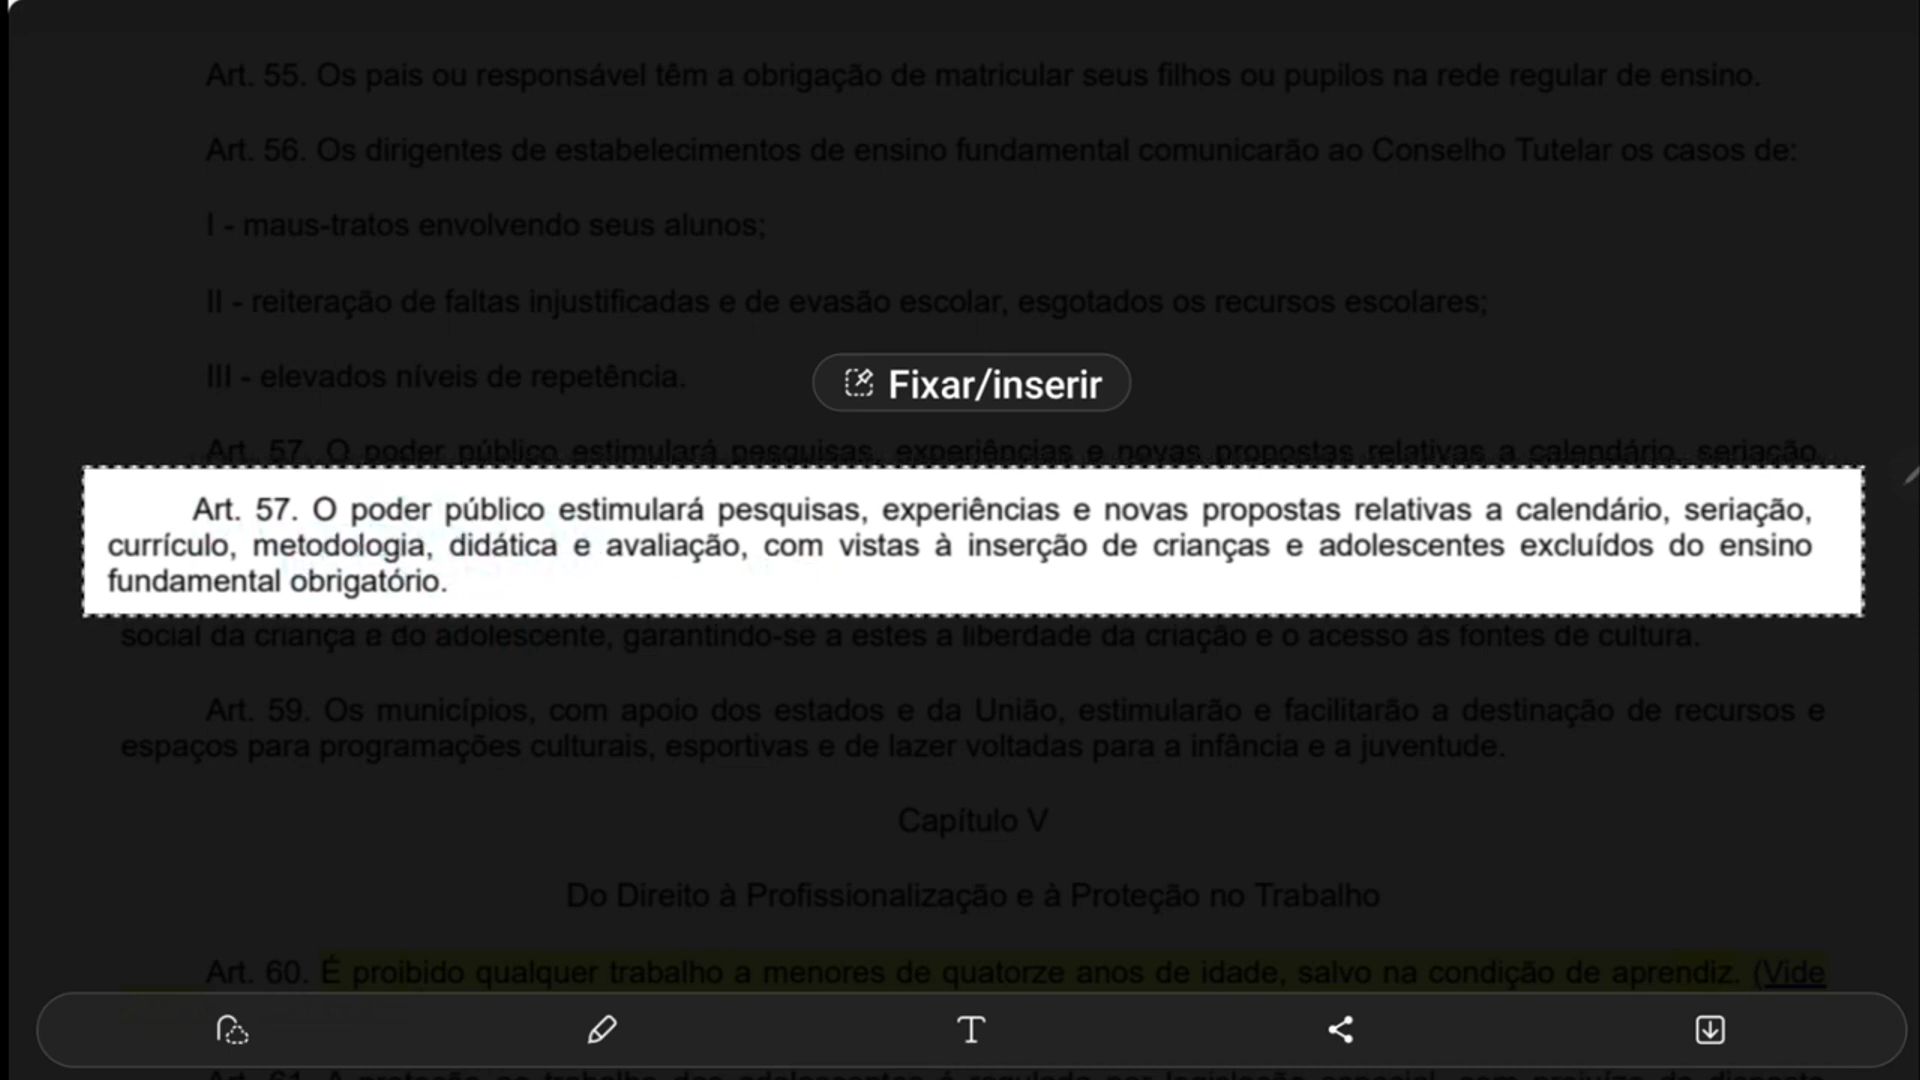 Art. 55. Os pais ou responsável têm a obrigação de matricular seus filhos ou pupilos na rede regular de ensino.
Art. 56. Os dirigentes de estabelecimentos de ensino fundamental comunicarão ao Conselho Tutelar os casos de:
I - maus-tratos envolvendo seus alunos;
II - reiteração de faltas injustificadas e de evasão escolar, esgotados os recursos escolares;
III - elevados níveis de repetência.
Fixar/inserir
Art. 57. O poder público estimulará pesquisas, experiências e novas propostas relativas a calendário, seriação,
Art. 57. O poder público estimulará pesquisas, experiências e novas propostas relativas a calendário, seriação,
currículo, metodologia, didática e avaliação, com vistas à inserção de crianças e adolescentes excluídos do ensino
fundamental obrigatório.
social da criança e do adolescente, garantindo-se a estes a liberdade da criação e o acesso às fontes de cultura.
Art. 59. Os municípios, com apoio dos estados e da União, estimularão e facilitarão a destinação de recursos e
espaços para programações culturais, esportivas e de lazer voltadas para a infância e a juventude.
Capítulo V
Do Direito à Profissionalização e à Proteção no Trabalho
Art. 60. É proibido qualquer trabalho a menores de quatorze anos de idade, salvo na condição de aprendiz. (Vide